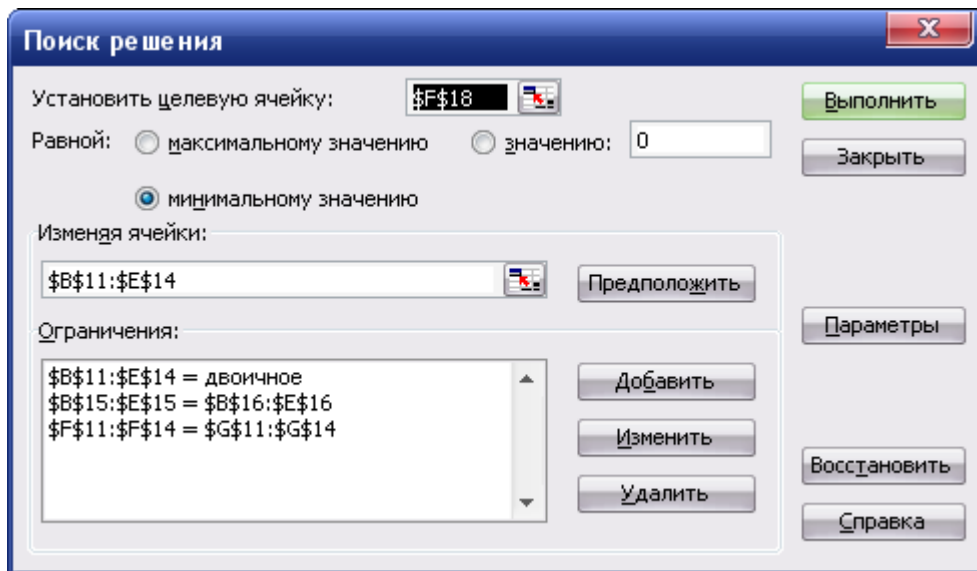 Поиск решения
Установить целевую ячейку: $F$18
Выполнить
Равной: максимальному значению значению: 0
Закрыть
минимальному значению
Изменяя ячейки:
$B$11:$E$14
Предположить
Параметры
Ограничения:
$B$11:$E$14 = двоичное
$B$15:$E$15 = $B$16:$E$16
$F$11:$F$14 = $G$11:$G$14
Добавить
Изменить
Удалить
Восстановить
Справка